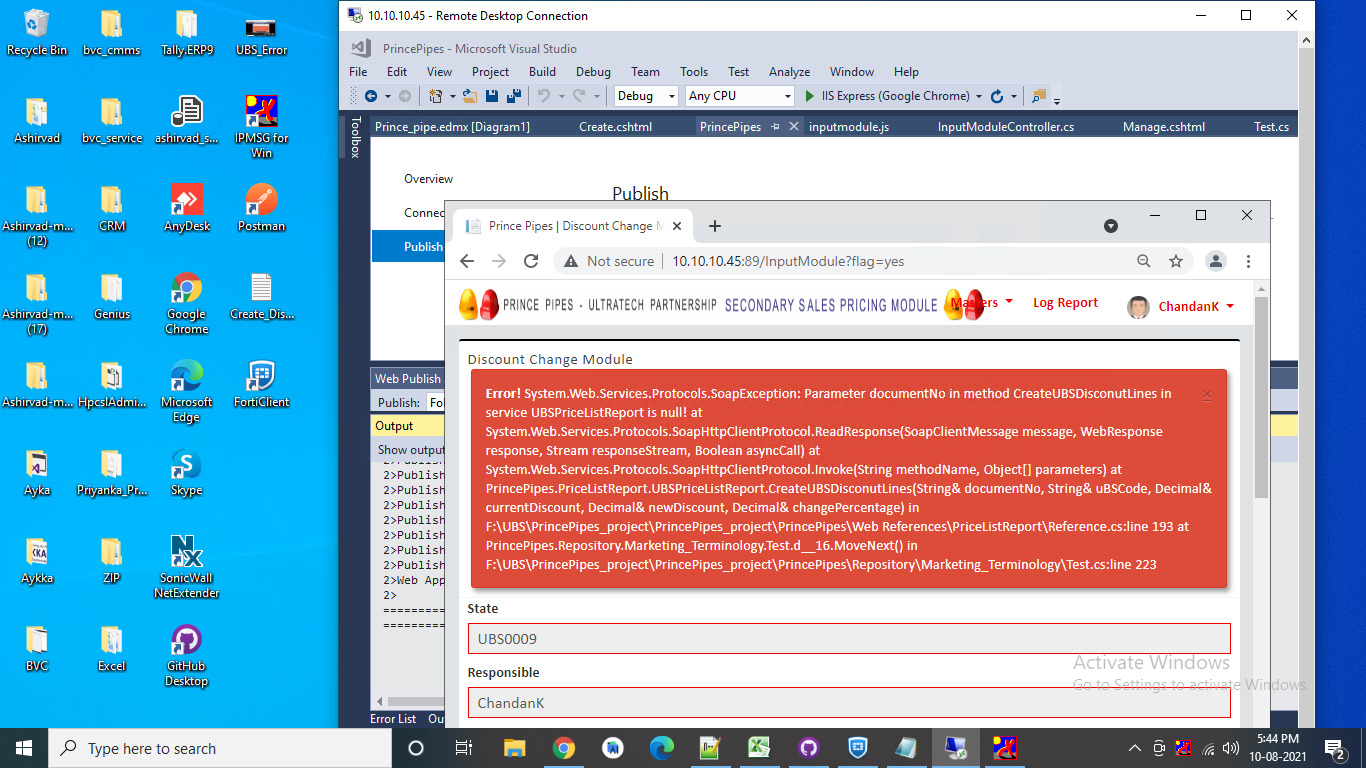 Recycle Bin
bvc_cmms
Tally.ERP9
UBS_Error
Ashirvad
bvc_service
ashirvad_s...
IPMSG for
Win
Ashirvad-m...
(12)
CRM
AnyDesk
Postman
Ashirvad-m...
(17)
Genius
Google
Chrome
Create_Dis...
Ashirvad-m...
HpcslAdmi...
Microsoft
Edge
FortiClient
Ayka
Priyanka_Pr...
Skype
Aykka
ZIP
SonicWall
NetExtender
BVC
Excel
GitHub
Desktop
10.10.10.45 - Remote Desktop Connection
PrincePipes - Microsoft Visual Studio
File Edit View Project Build Debug Team Tools Test Analyze Window Help
Debug Any CPU IIS Express (Google Chrome)
Toolbox
Prince_pipe.edmx [Diagram1] Create.cshtml PrincePipes inputmodule.js InputModuleController.cs Manage.cshtml Test.cs
Overview
Connec
Publish
Publish
Web Publish
Publish: Fol
Output
Show output
2>Publish
2>Publish
2>Publish
2>Publish
2>Publish
2>Publish
2>Publish
2>Publish
2>Web App
2>
==========
==========
Error List Ou
Prince Pipes | Discount Change M
Not secure 10.10.10.45:89/InputModule?flag=yes
PRINCE PIPES - ULTRATECH PARTNERSHIP SECONDARY SALES PRICING MODULE
Masters Log Report ChandanK
Discount Change Module
Error! System.Web.Services.Protocols.SoapException: Parameter documentNo in method CreateUBSDisconutLines in
service UBSPriceListReport is null! at
System.Web.Services.Protocols.SoapHttpClientProtocol.ReadResponse(SoapClientMessage message, WebResponse
response, Stream responseStream, Boolean asyncCall) at
System.Web.Services.Protocols.SoapHttpClientProtocol.Invoke(String methodName, Object[] parameters) at
PrincePipes.PriceListReport.UBSPriceListReport.CreateUBSDisconutLines(String& documentNo, String& uBSCode, Decimal&
currentDiscount, Decimal& newDiscount, Decimal& changePercentage) in
F:\UBS\PrincePipes_project\PrincePipes_project\PrincePipes\Web References\PriceListReport\Reference.cs:line 193 at
PrincePipes.Repository.Marketing_Terminology.Test.d__16.MoveNext() in
F:\UBS\PrincePipes_project\PrincePipes_project\PrincePipes\Repository\Marketing_Terminology\Test.cs:line 223
State
UBS0009
Responsible
ChandanK
Activate Windows
Go to Settings to activate Windows.
Type here to search
5:44 PM
10-08-2021
2